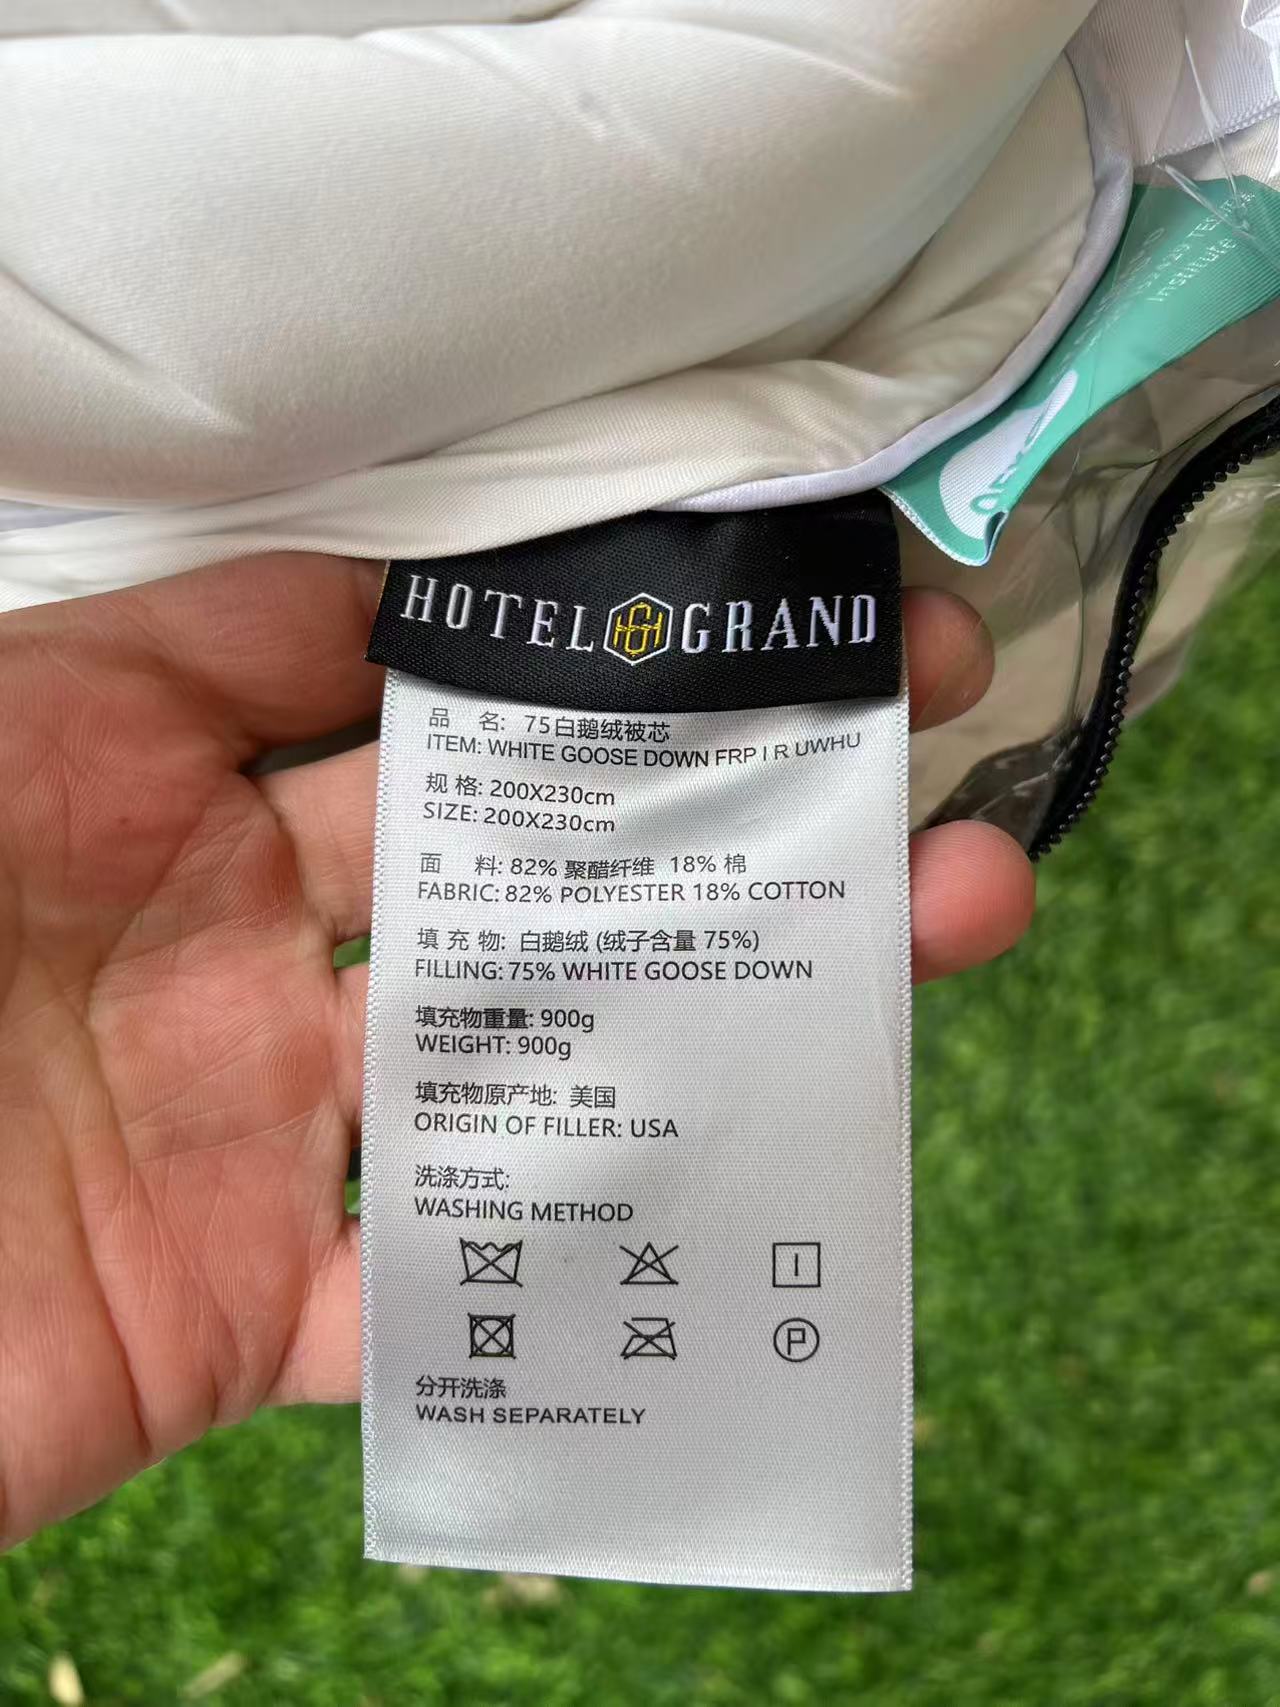 HOTEL GRAND
品 名: 75白鹅绒被芯
ITEM: WHITE GOOSE DOWN FRP I R UWHU
规 格: 200X230cm
SIZE: 200X230cm
面 料: 82% 聚醋纤维 18% 棉
FABRIC: 82% POLYESTER 18% COTTON
填 充 物: 白鹅绒 (绒子含量 75%)
FILLING: 75% WHITE GOOSE DOWN
填充物重量: 900g
WEIGHT: 900g
填充物原产地: 美国
ORIGIN OF FILLER: USA
洗涤方式:
WASHING METHOD
P
分开洗涤
WASH SEPARATELY
Institute